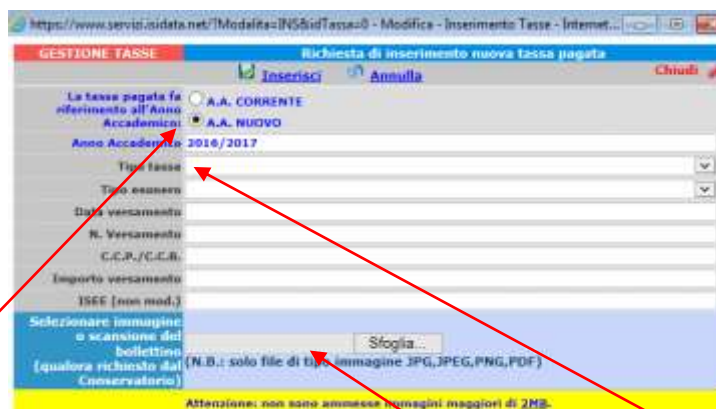 https://www.servizi.isidata.net/?Modalita=INS&idTassa=0 - Modifica - Inserimento Tasse - Internet...
GESTIONE TASSE Richiesta di inserimento nuova tassa pagata
Inserisci Annulla Chiudi
La tassa pagata fa riferimento all'Anno Accademico:
A.A. CORRENTE
A.A. NUOVO
Anno Accademico 2016/2017
Tipo tassa
Tipo esonero
Data versamento
N. Versamento
C.C.P./C.C.B.
Importo versamento
ISEE (non mod.)
Selezionare immagine
o scansione del
bollettino
(qualora richiesto dal
Conservatorio)
Sfoglia...
(N.B.: solo file di tipo immagine JPG,JPEG,PNG,PDF)
Attenzione: non sono ammesse immagini maggiori di 2MB.